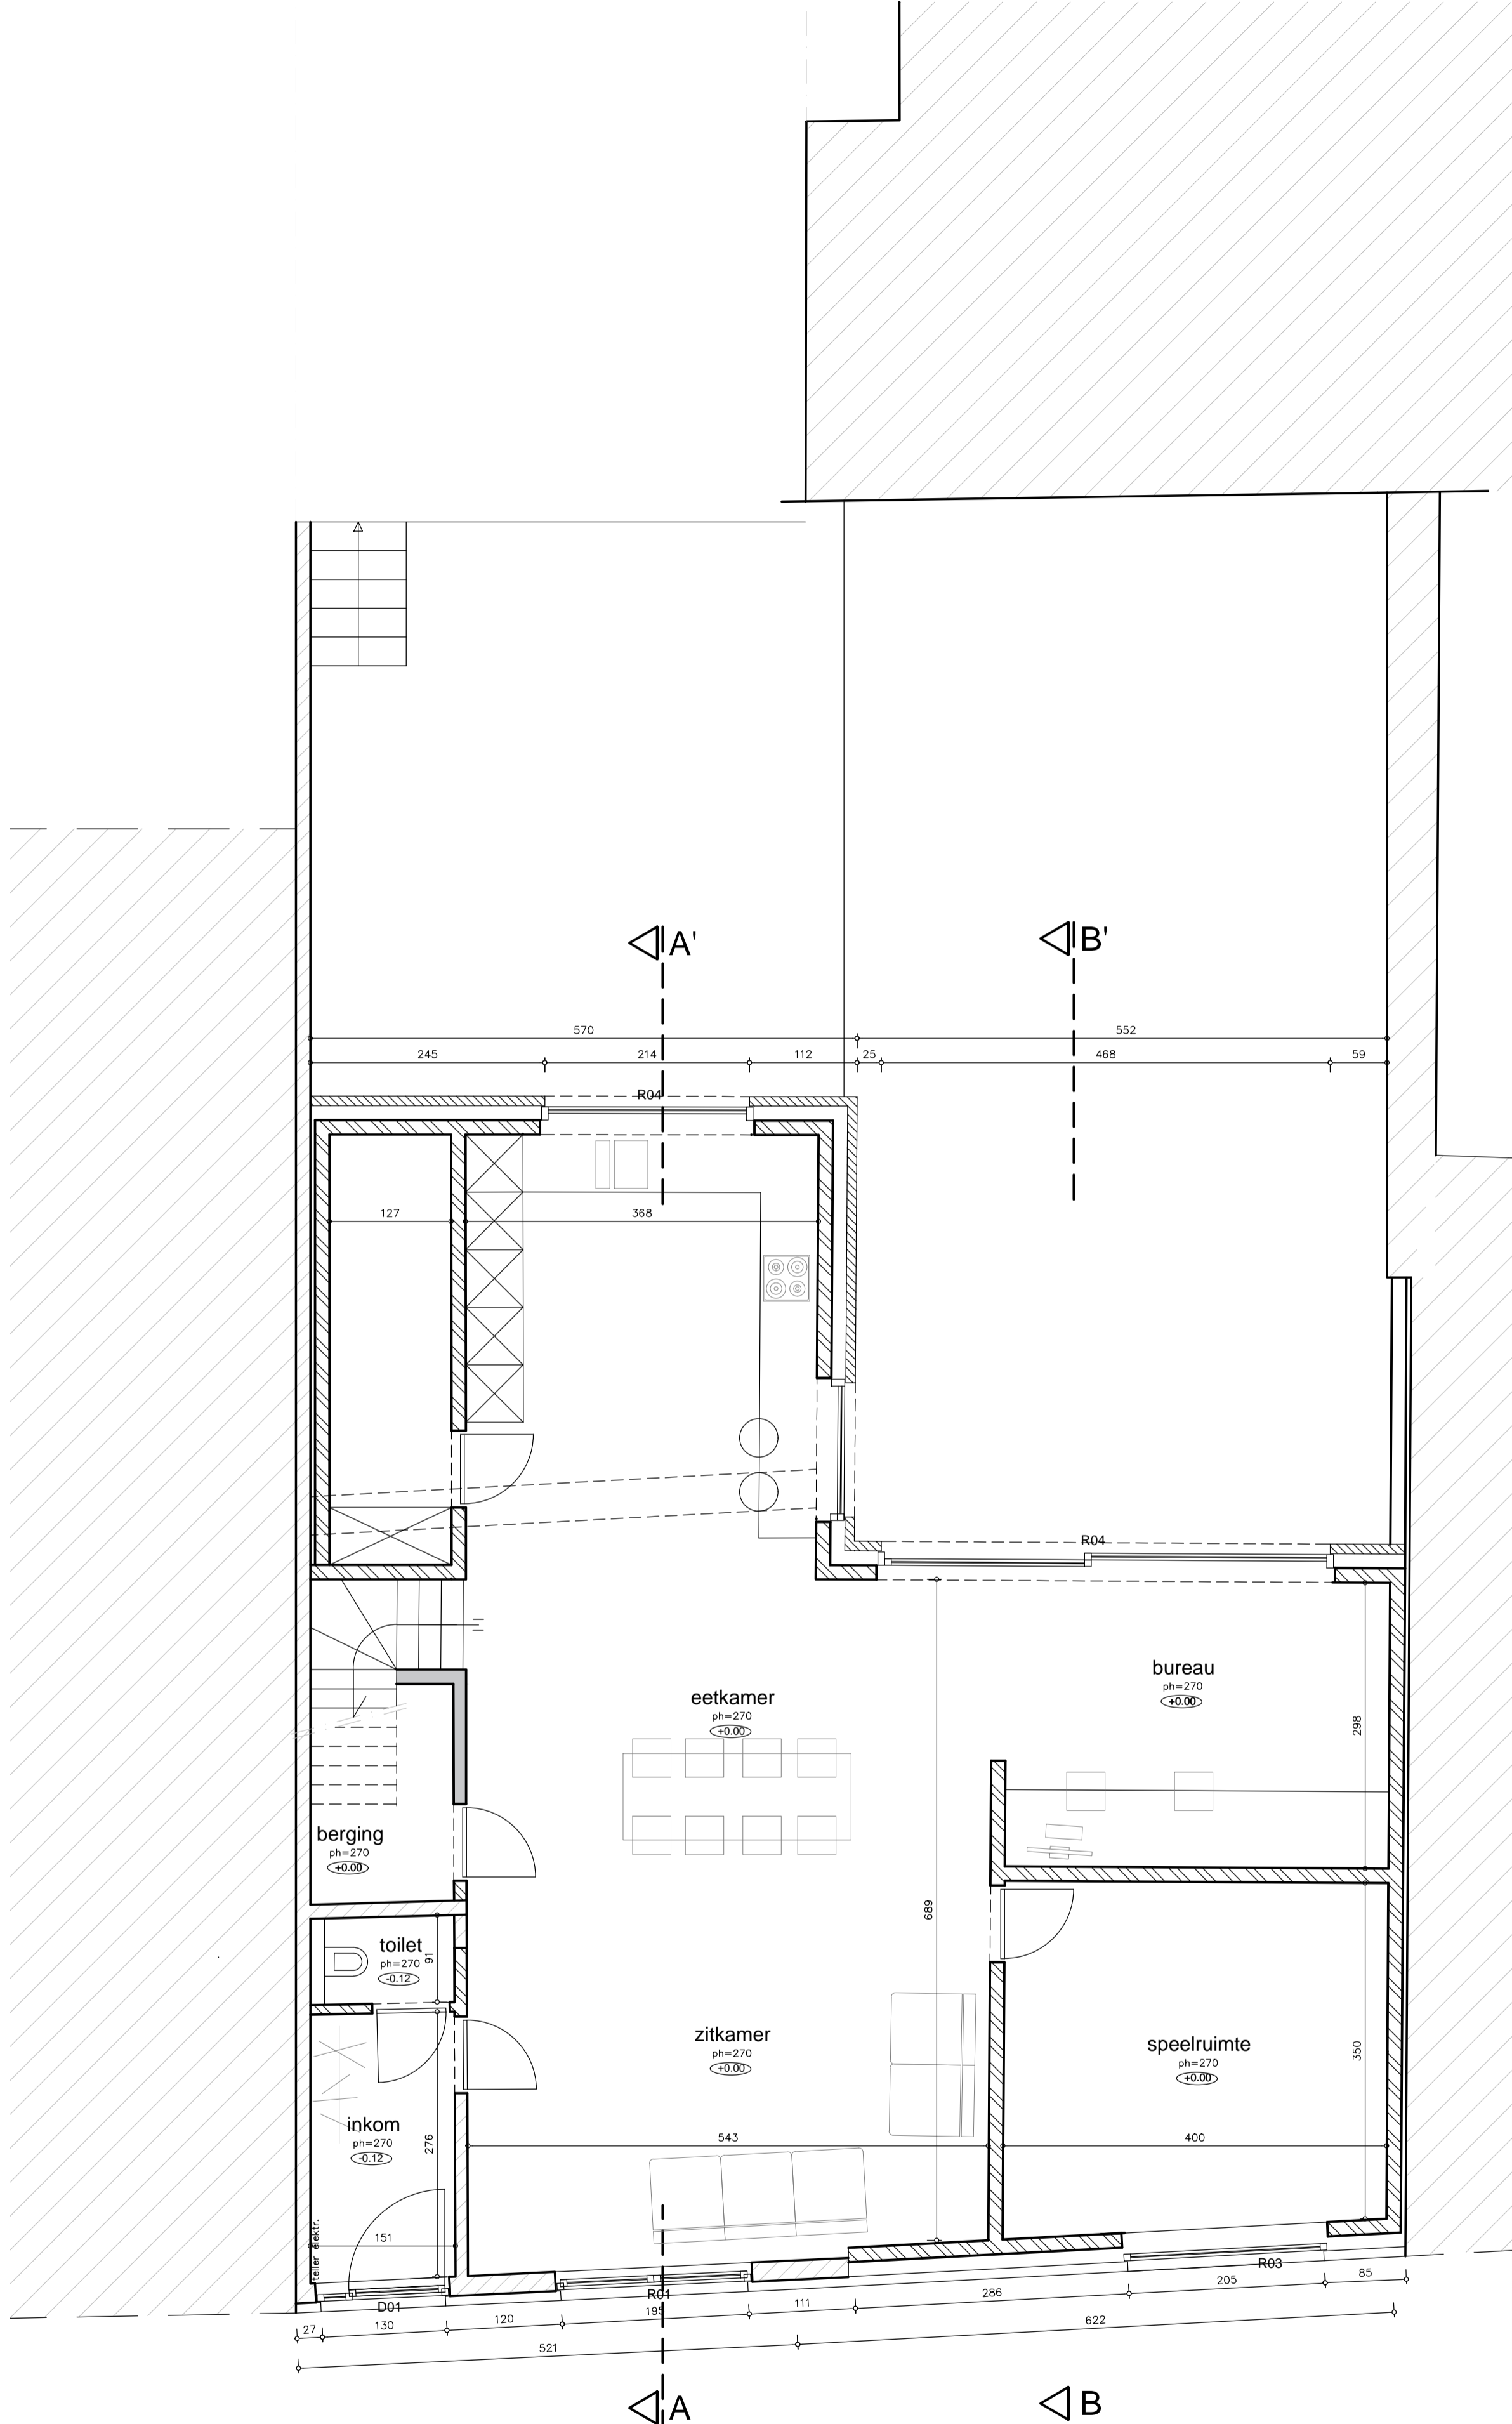 A'
B'
570
552
245
214
112
25
468
59
R04
127
368
R04
bureau
ph=270
+0.00
298
eetkamer
ph=270
+0.00
berging
ph=270
+0.00
689
toilet
ph=270
-0.12
91
zitkamer
ph=270
+0.00
speelruimte
ph=270
+0.00
350
inkom
ph=270
-0.12
276
543
400
151
teller elektr.
D01
R01
R03
27
130
120
195
111
286
205
85
521
622
A
B